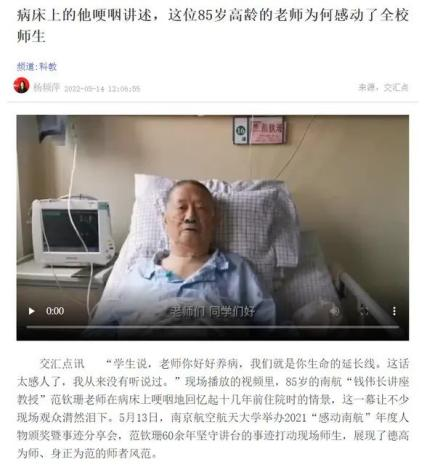 病床上的他哽咽讲述，这位85岁高龄的老师为何感动了全校
师生
频道:科教
杨频萍 2022-05-14 12:06:55
来源：交汇点
16
老师们 同学们好
0:00
交汇点讯 “学生说，老师你好好养病，我们就是你生命的延长线。这话
太感人了，我从来没有听说过。”现场播放的视频里，85岁的南航“钱伟长讲座
教授”范钦珊老师在病床上哽咽地回忆起十几年前住院时的情景，这一幕让不少
现场观众潸然泪下。5月13日，南京航空航天大学举办2021“感动南航”年度人
物颁奖暨事迹分享会，范钦珊60余年坚守讲台的事迹打动现场师生，展现了德高
为师、身正为范的师者风范。